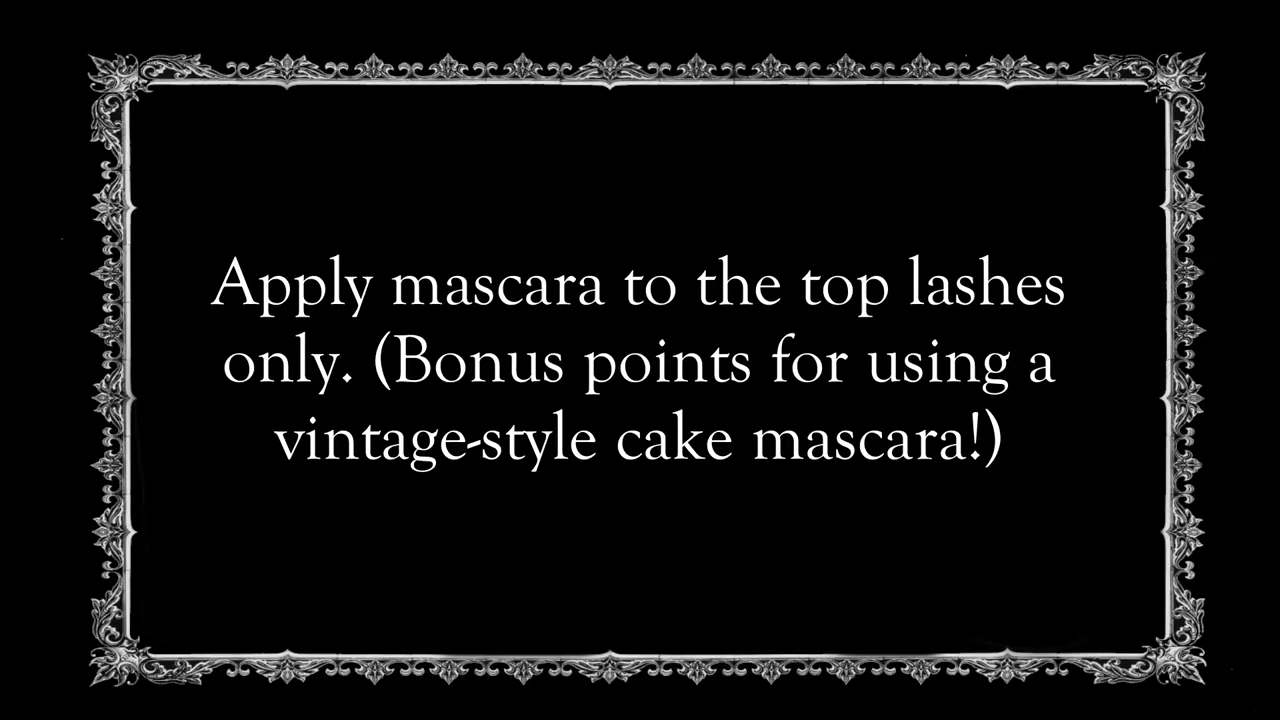 Apply mascara to the top lashes
only. (Bonus points for using a
vintage-style cake mascara!)